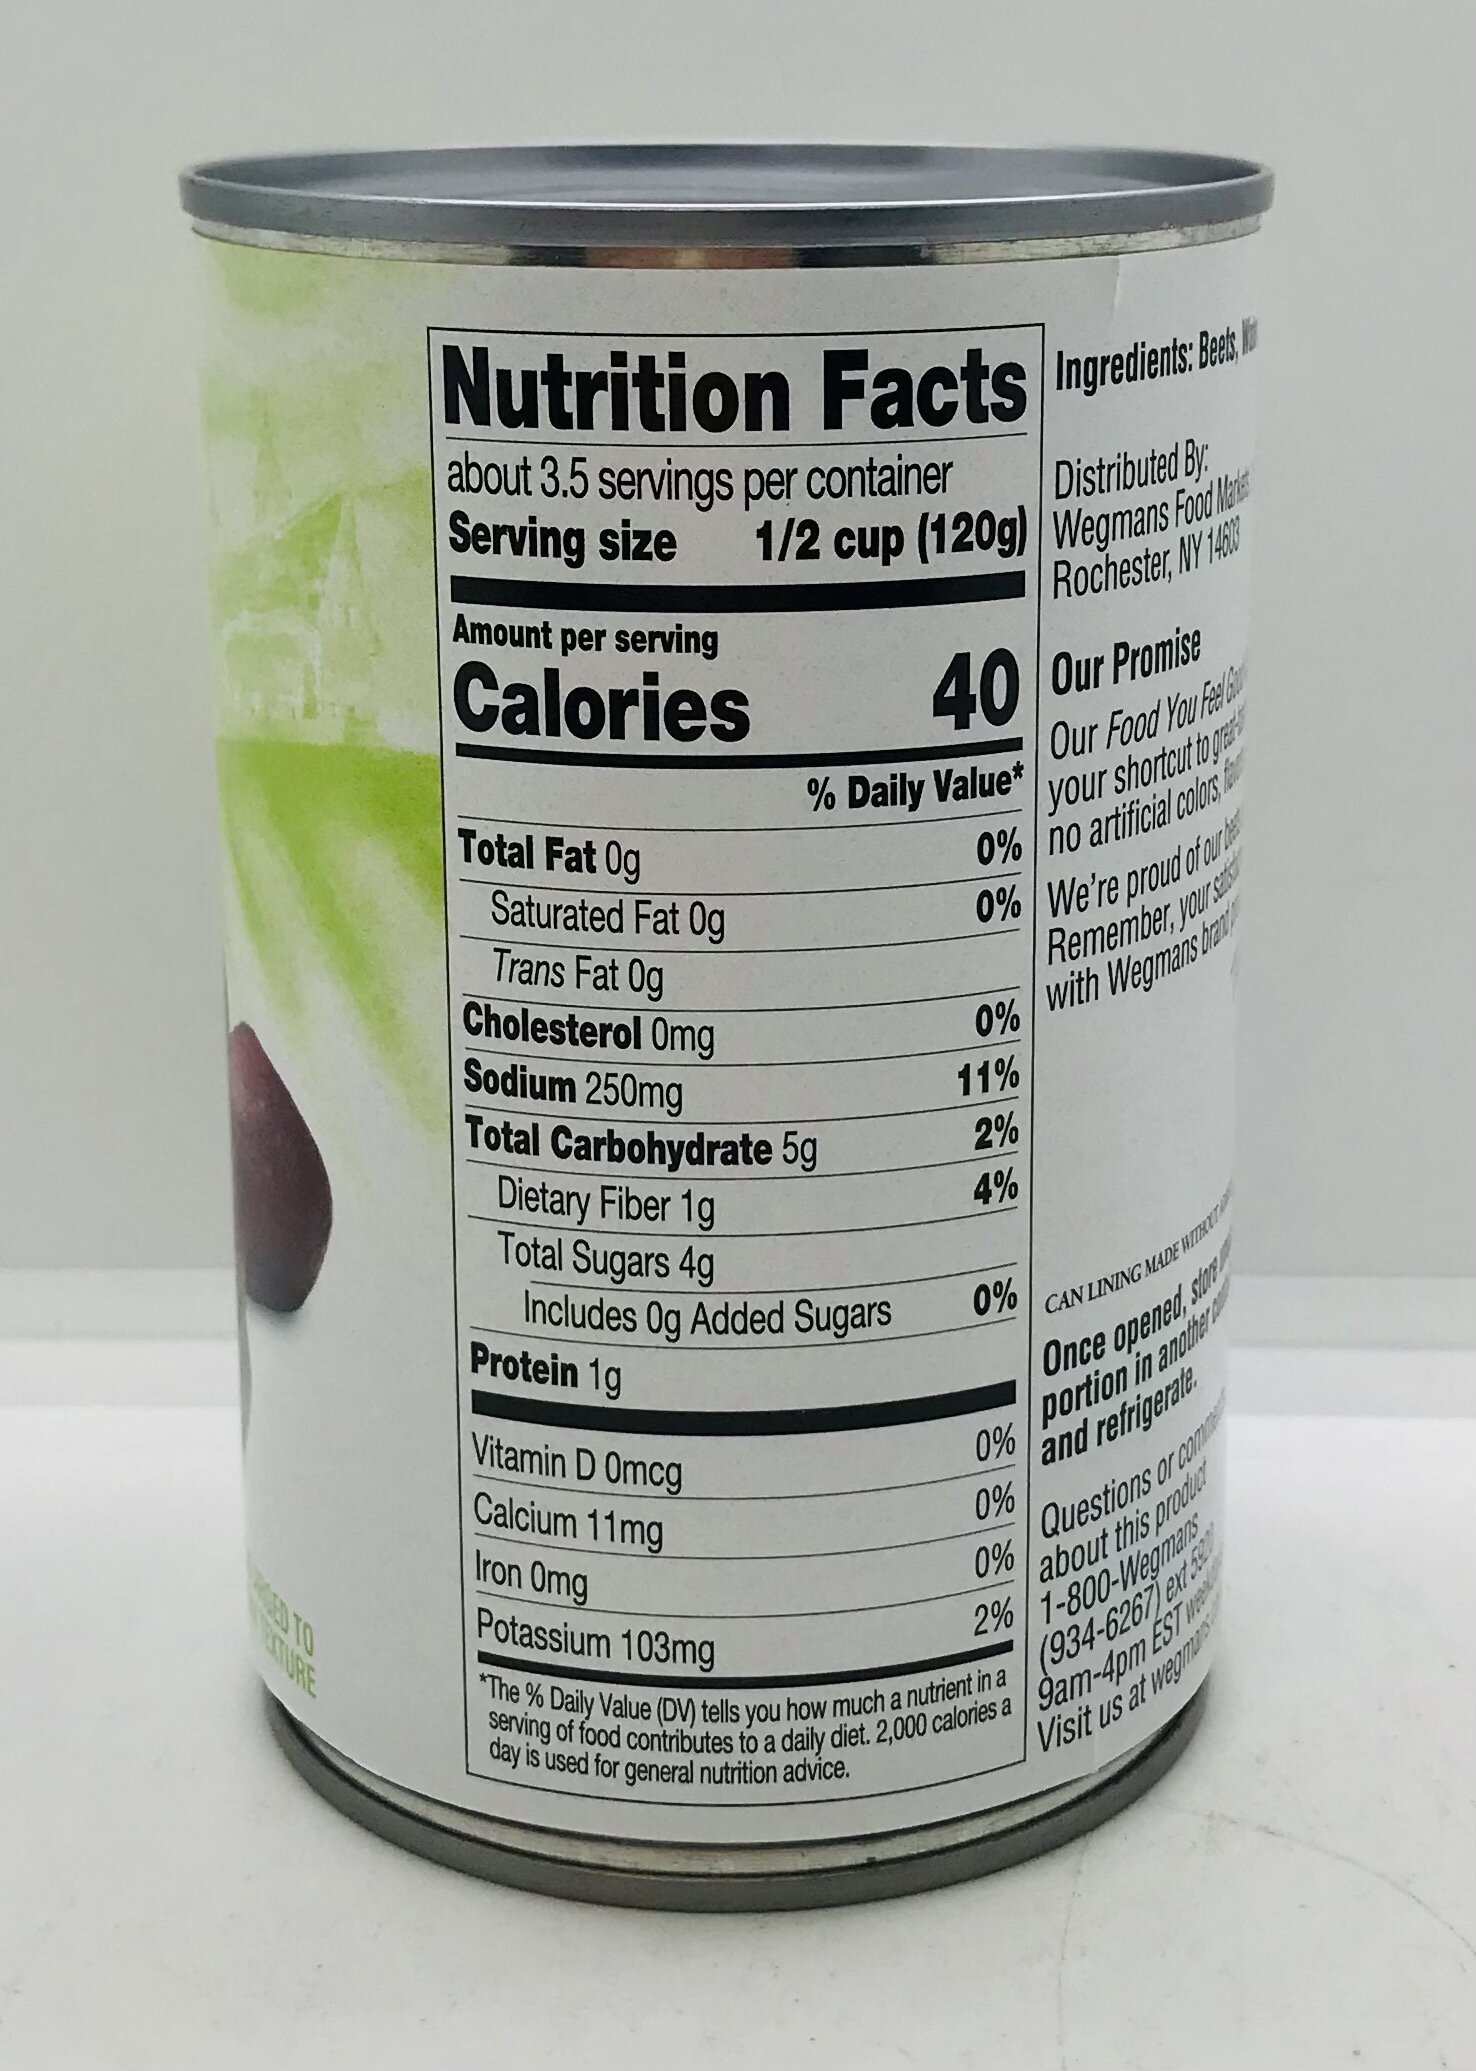 Nutrition Facts
about 3.5 servings per container
Serving size 1/2 cup (120g)
Amount per serving
Calories 40
% Daily Value*
Total Fat 0g 0%
Saturated Fat 0g 0%
Trans Fat 0g
Cholesterol 0mg 0%
Sodium 250mg 11%
Total Carbohydrate 5g 2%
Dietary Fiber 1g 4%
Total Sugars 4g
Includes 0g Added Sugars 0%
Protein 1g
Vitamin D 0mcg 0%
Calcium 11mg 0%
Iron 0mg 0%
Potassium 103mg 2%
*The % Daily Value (DV) tells you how much a nutrient in a
serving of food contributes to a daily diet. 2,000 calories a
day is used for general nutrition advice.
Ingredients: Beets,
Distributed By:
Wegmans Food
Rochester, NY 14603
Our Promise
Our Food You Feel
your shortcut to
no artificial colors,
We're proud of our
Remember, your
with Wegmans brand
CAN LINING MADE WITHOUT
Once opened, store
portion in another
and refrigerate.
Questions or
about this product
1-800-Wegmans
(934-6267) ext
9am-4pm EST
Visit us at
TO